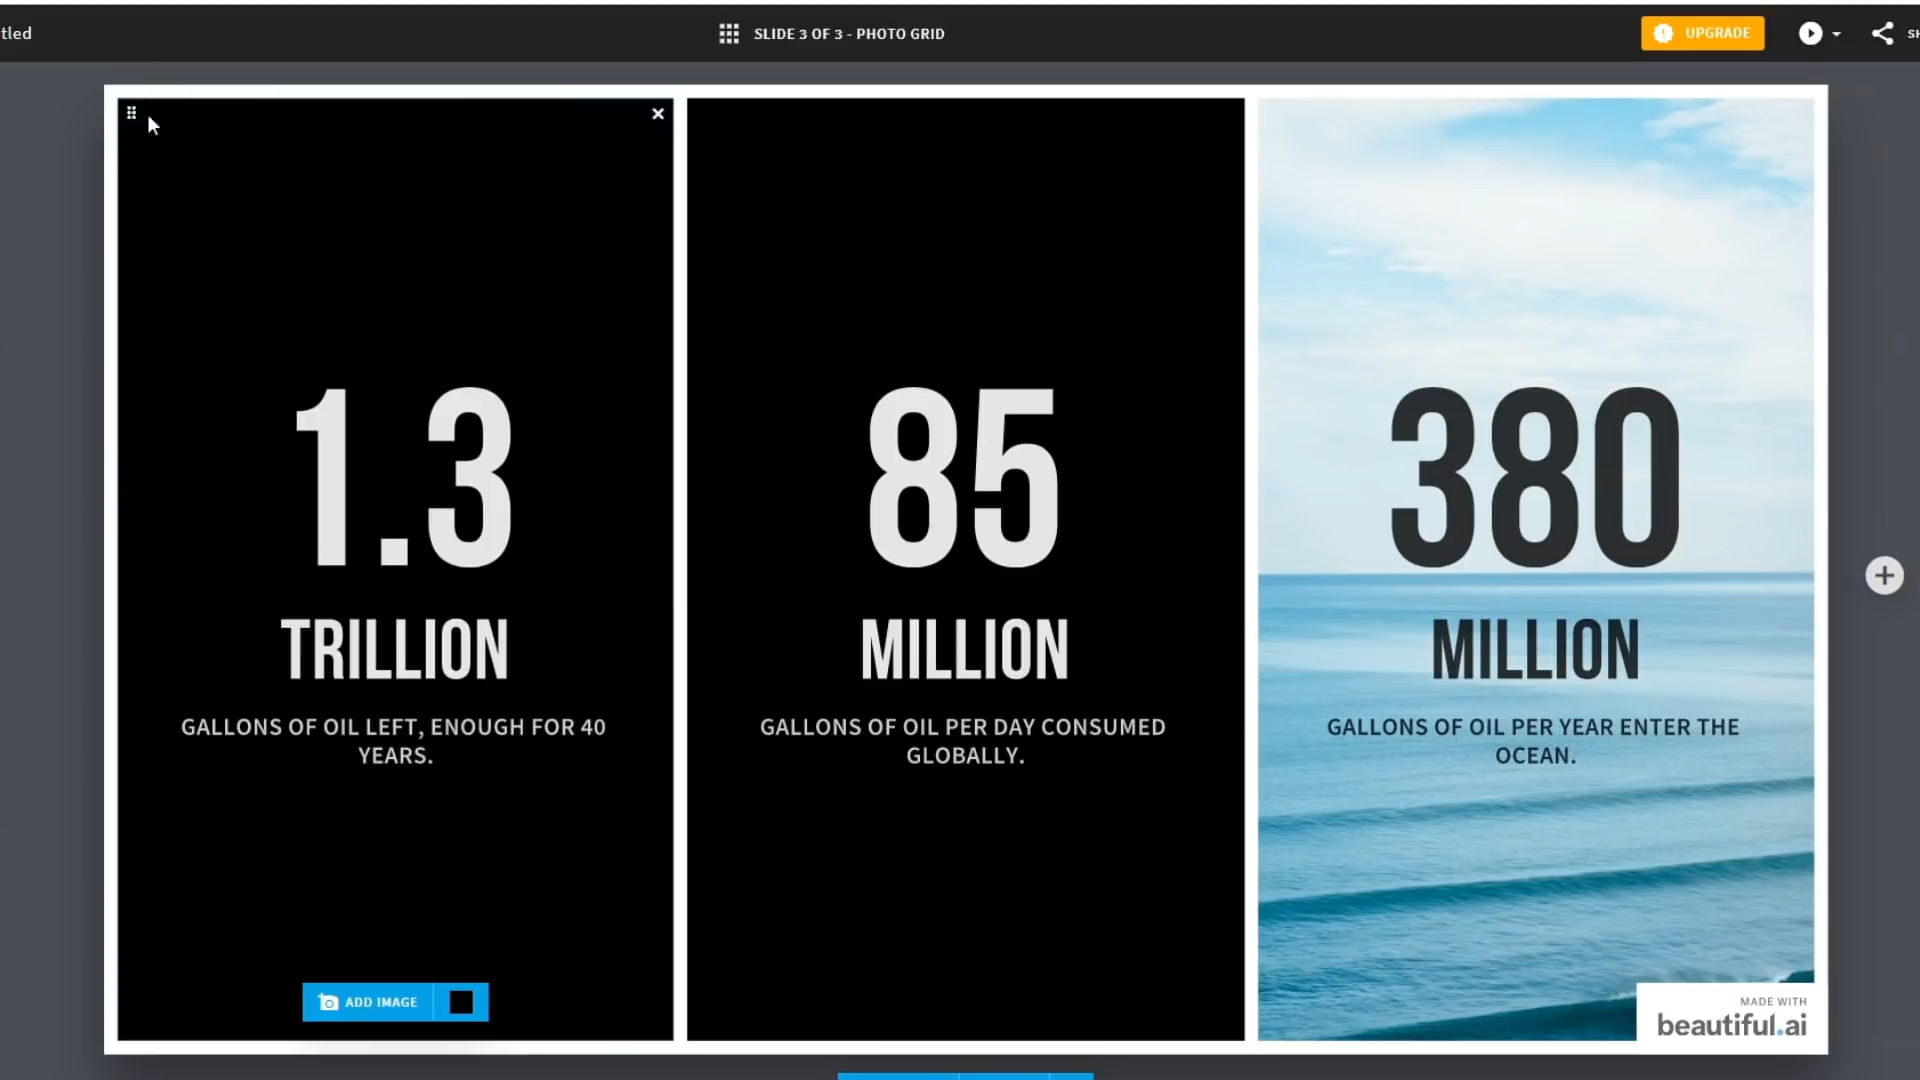 tled
SLIDE 3 OF 3 - PHOTO GRID
UPGRADE
SH
1.3
TRILLION
GALLONS OF OIL LEFT, ENOUGH FOR 40
YEARS.
ADD IMAGE
85
MILLION
GALLONS OF OIL PER DAY CONSUMED
GLOBALLY.
380
MILLION
GALLONS OF OIL PER YEAR ENTER THE
OCEAN.
MADE WITH
beautiful.ai